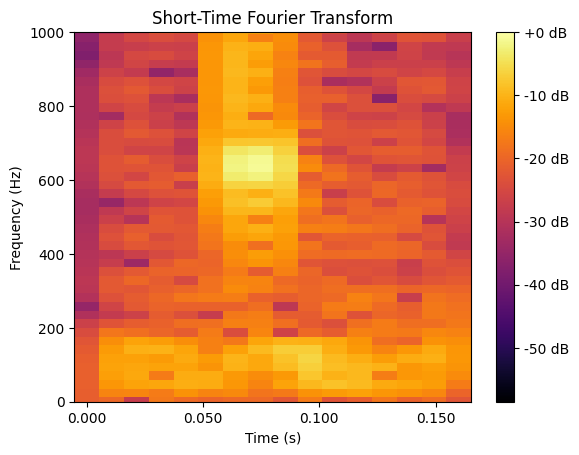 Short-Time Fourier Transform
1000
800
600
400
200
0
Frequency (Hz)
0.000
0.050
0.100
0.150
Time (s)
+0 dB
-10 dB
-20 dB
-30 dB
-40 dB
-50 dB